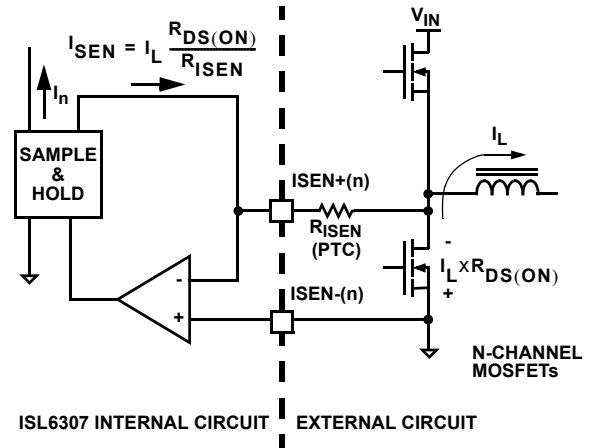 V_IN
I_SEN = I_L R_DS(ON) / R_ISEN
I_n
SAMPLE
&
HOLD
I_L
ISEN+(n)
R_ISEN
(PTC)
-
I_L x R_DS(ON)
+
-
+
ISEN-(n)
N-CHANNEL
MOSFETs
ISL6307 INTERNAL CIRCUIT
EXTERNAL CIRCUIT